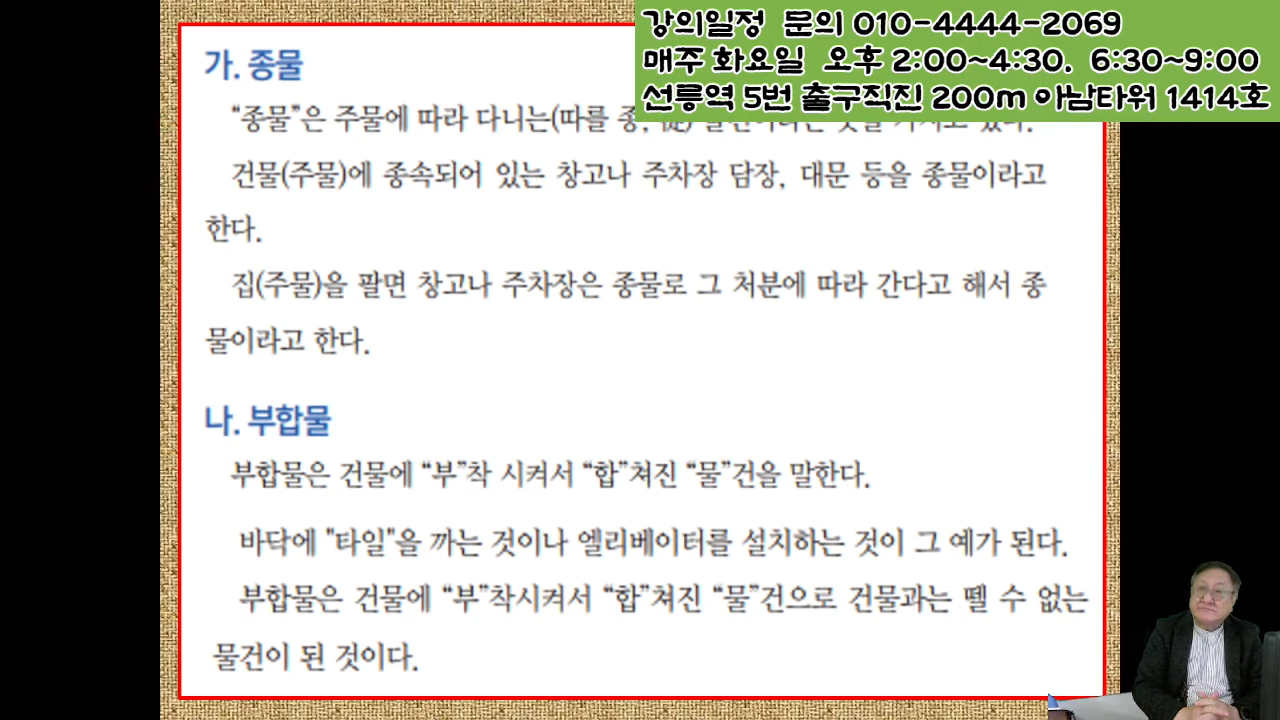 강의일정 문의 010-4444-2069
매주 화요일 오후 2:00~4:30. 6:30~9:00
선릉역 5번 출구직진 200m 아남타워 1414호
가. 종물
“종물”은 주물에 따라 다니는(따를 종,
건물(주물)에 종속되어 있는 창고나 주차장 담장, 대문 등을 종물이라고
한다.
집(주물)을 팔면 창고나 주차장은 종물로 그 처분에 따라 간다고 해서 종
물이라고 한다.
나. 부합물
부합물은 건물에 “부”착 시켜서 “합”쳐진 “물”건을 말한다.
바닥에 "타일"을 까는 것이나 엘리베이터를 설치하는 것이 그 예가 된다.
부합물은 건물에 “부”착시켜서 “합”쳐진 “물”건으로 건물과는 뗄 수 없는
물건이 된 것이다.